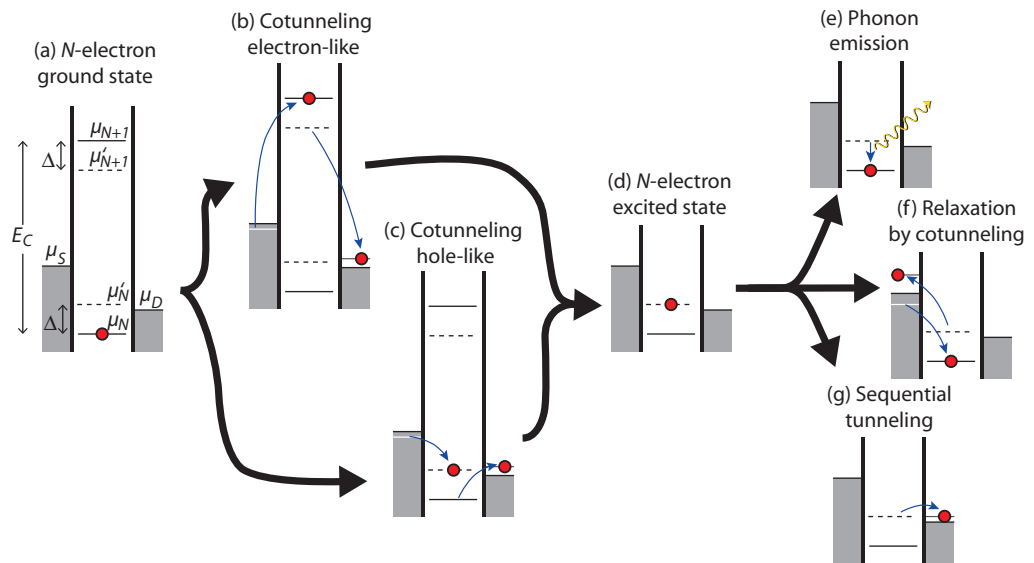 (a) N-electron
ground state
μN+1
Δ
μ′N+1
EC
μS
μ′N
μD
Δ
μN
(b) Cotunneling
electron-like
(c) Cotunneling
hole-like
(d) N-electron
excited state
(e) Phonon
emission
(f) Relaxation
by cotunneling
(g) Sequential
tunneling